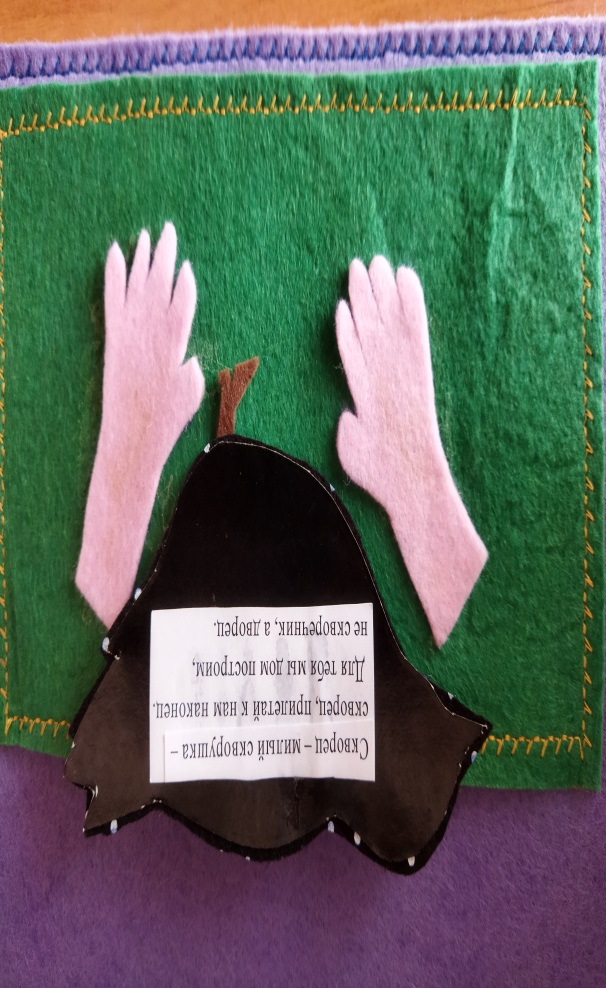 Скворец – милый скворушка –
скворец, прилетай к нам наконец.
Для тебя мы дом построим,
не скворечник, а дворец.